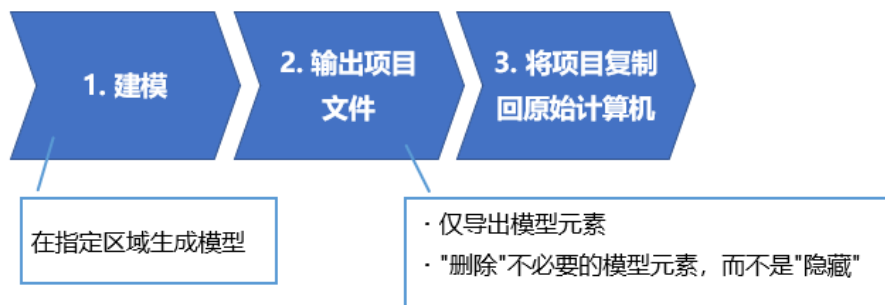 1. 建模
2. 输出项目
文件
3. 将项目复制
回原始计算机
在指定区域生成模型
· 仅导出模型元素
· "删除"不必要的模型元素，而不是"隐藏"